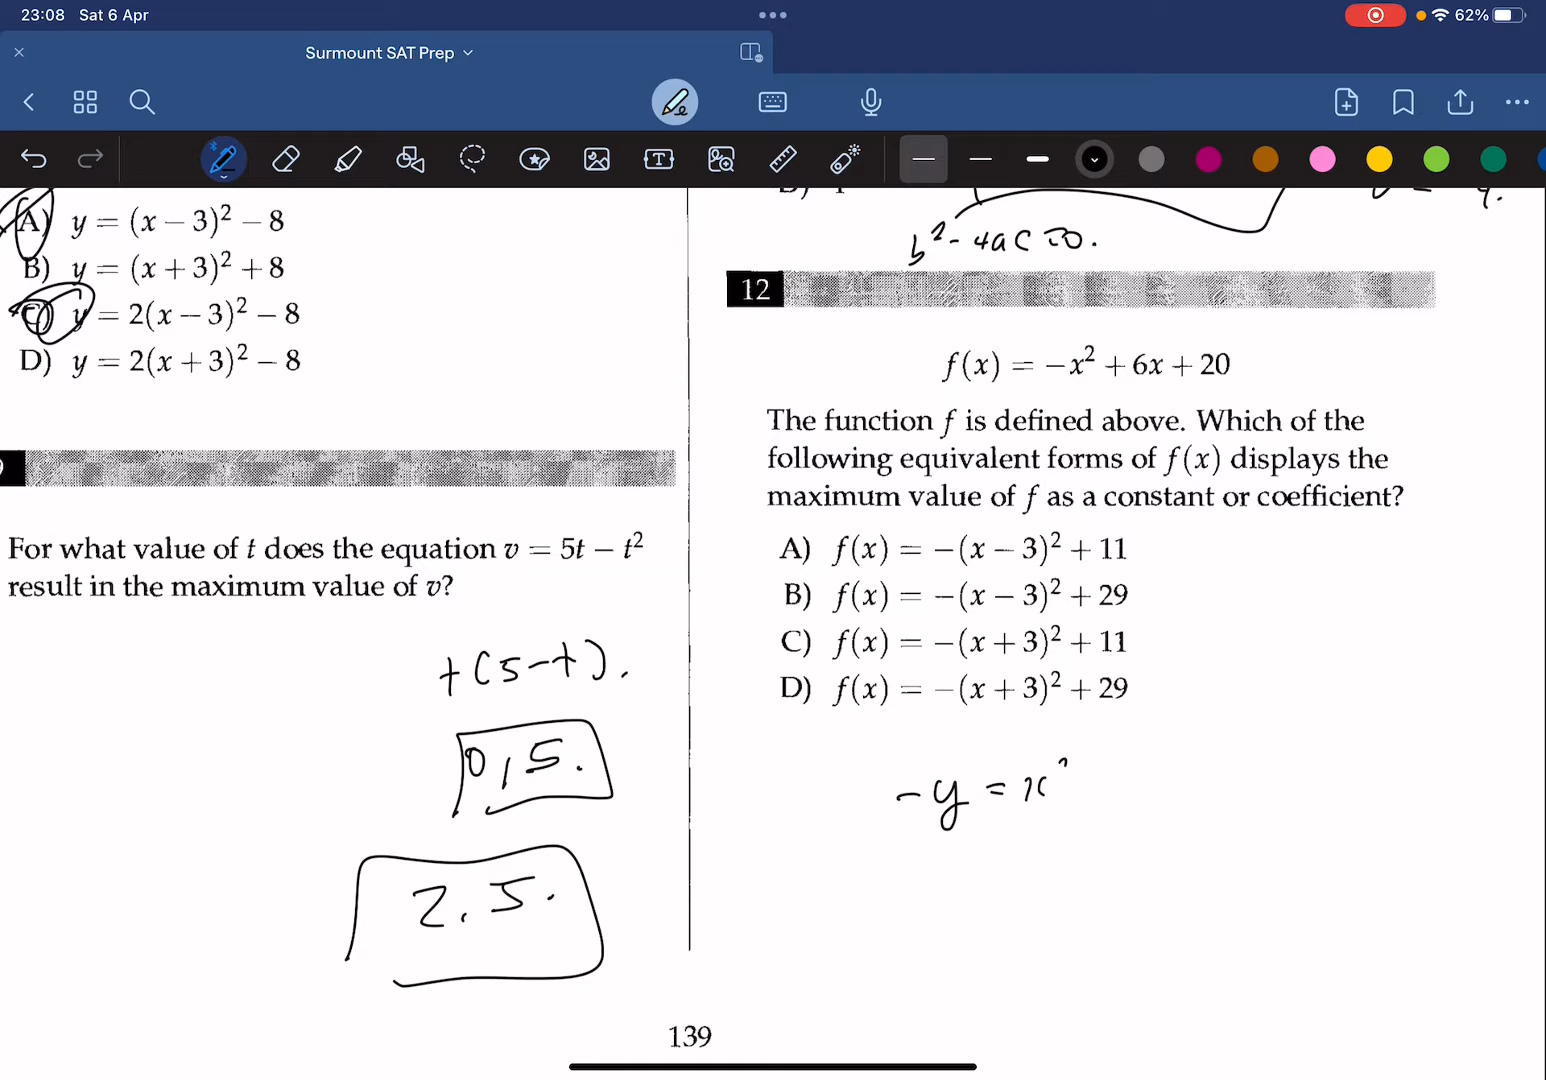 23:08 Sat 6 Apr
62%
Surmount SAT Prep
A) y = (x − 3)² − 8
B) y = (x + 3)² + 8
C) y = 2(x − 3)² − 8
D) y = 2(x + 3)² − 8
For what value of t does the equation v = 5t − t²
result in the maximum value of v?
t(5-t).
0,5.
2.5.
b²- 4ac =0.
12
f(x) = −x² + 6x + 20
The function f is defined above. Which of the
following equivalent forms of f(x) displays the
maximum value of f as a constant or coefficient?
A) f(x) = −(x − 3)² + 11
B) f(x) = −(x − 3)² + 29
C) f(x) = −(x + 3)² + 11
D) f(x) = −(x + 3)² + 29
-y = x²
139